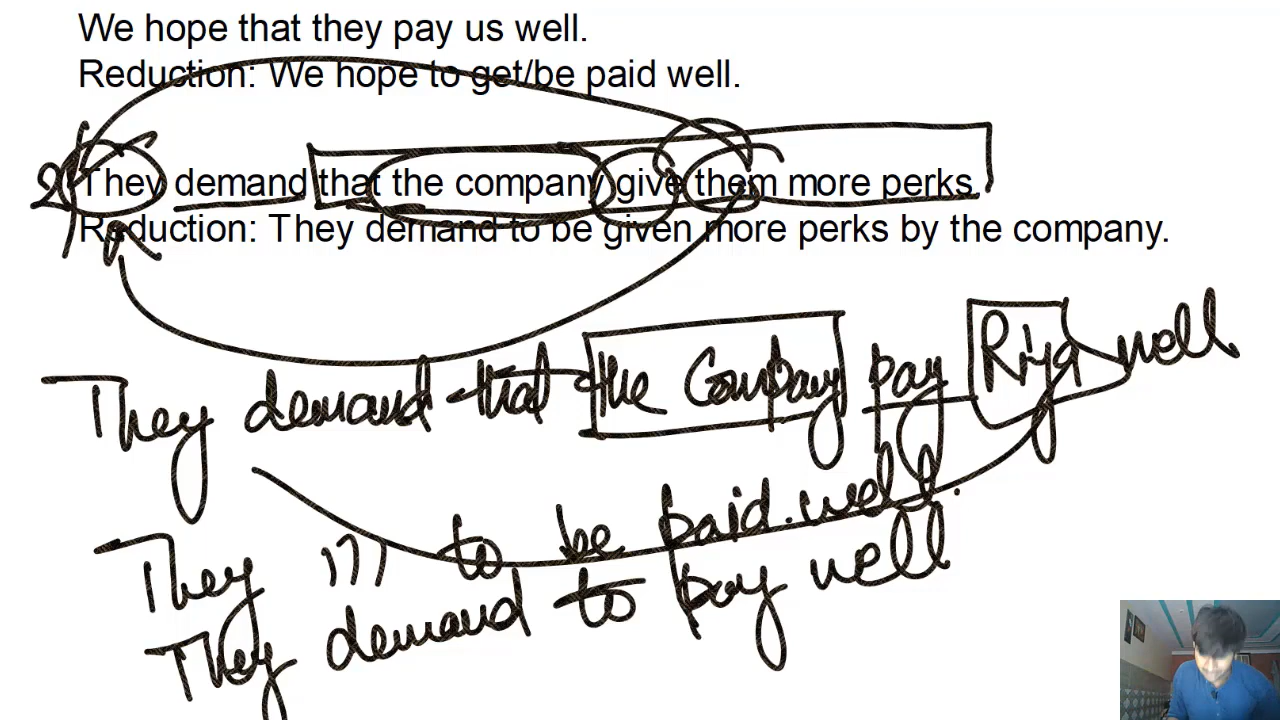 We hope that they pay us well.
Reduction: We hope to get/be paid well.
2. They demand that the company give them more perks.
Reduction: They demand to be given more perks by the company.
They demand that the Company pay Riya well
They ,, to be paid well.
They demand to pay well